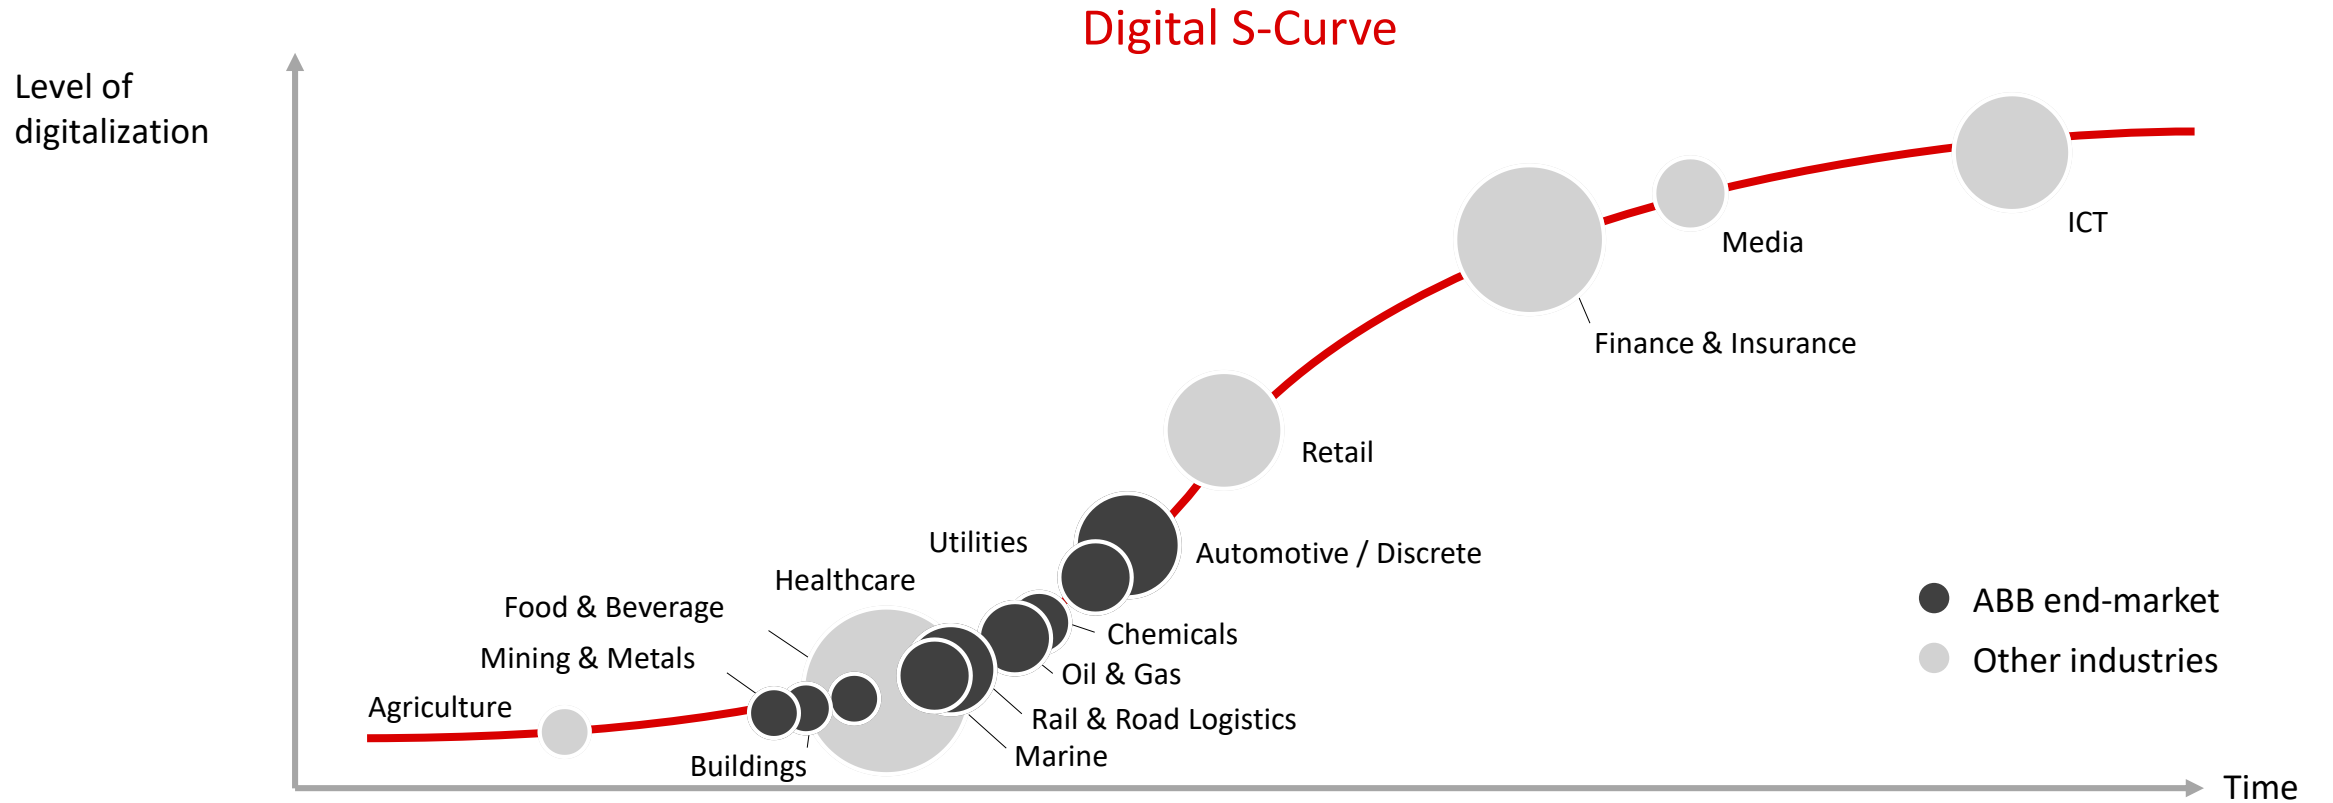 Digital S-Curve
Level of
digitalization
ICT
Media
Finance & Insurance
Retail
Utilities
Automotive / Discrete
Healthcare
Food & Beverage
ABB end-market
Chemicals
Mining & Metals
Other industries
Oil & Gas
Agriculture
Rail & Road Logistics
Marine
Buildings
Time